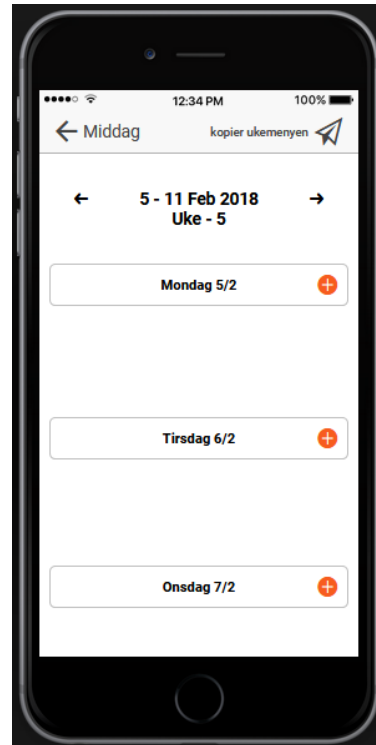 12:34 PM 100%
Middag kopier ukemenyen
5 - 11 Feb 2018
Uke - 5
Mondag 5/2
Tirsdag 6/2
Onsdag 7/2